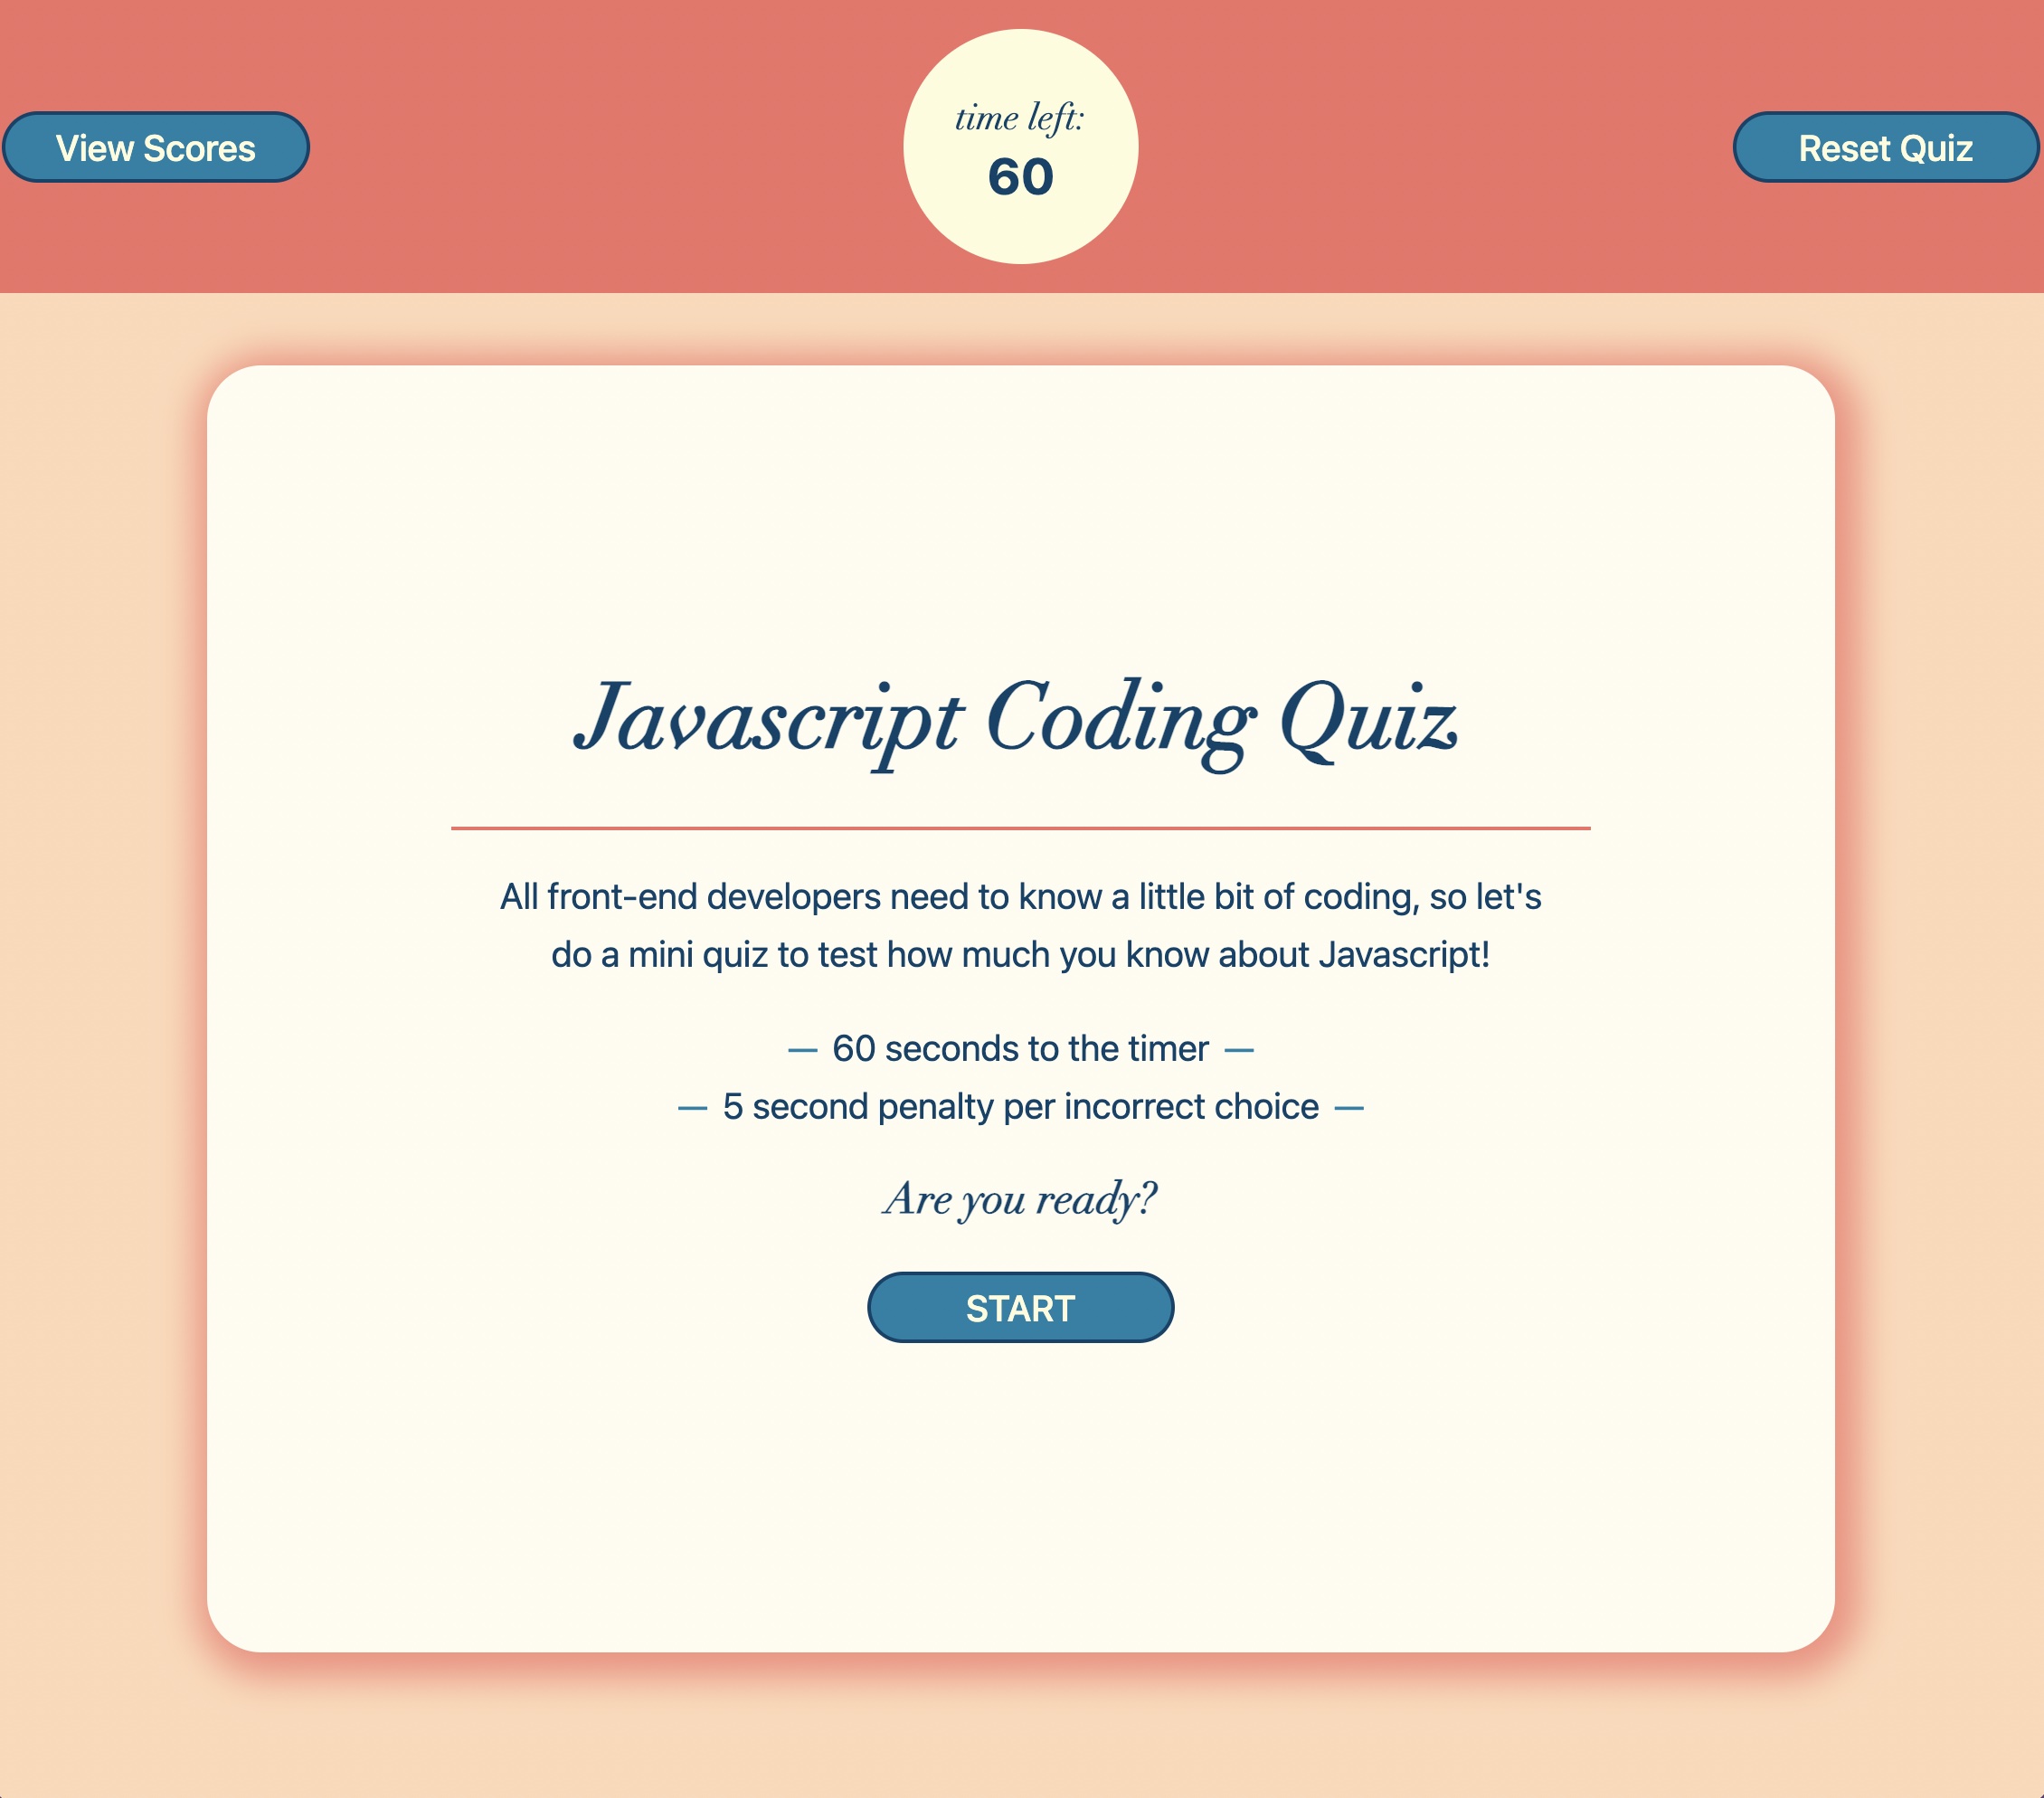 View Scores
time left:
60
Reset Quiz
Javascript Coding Quiz
All front-end developers need to know a little bit of coding, so let's
do a mini quiz to test how much you know about Javascript!
— 60 seconds to the timer —
— 5 second penalty per incorrect choice —
Are you ready?
START